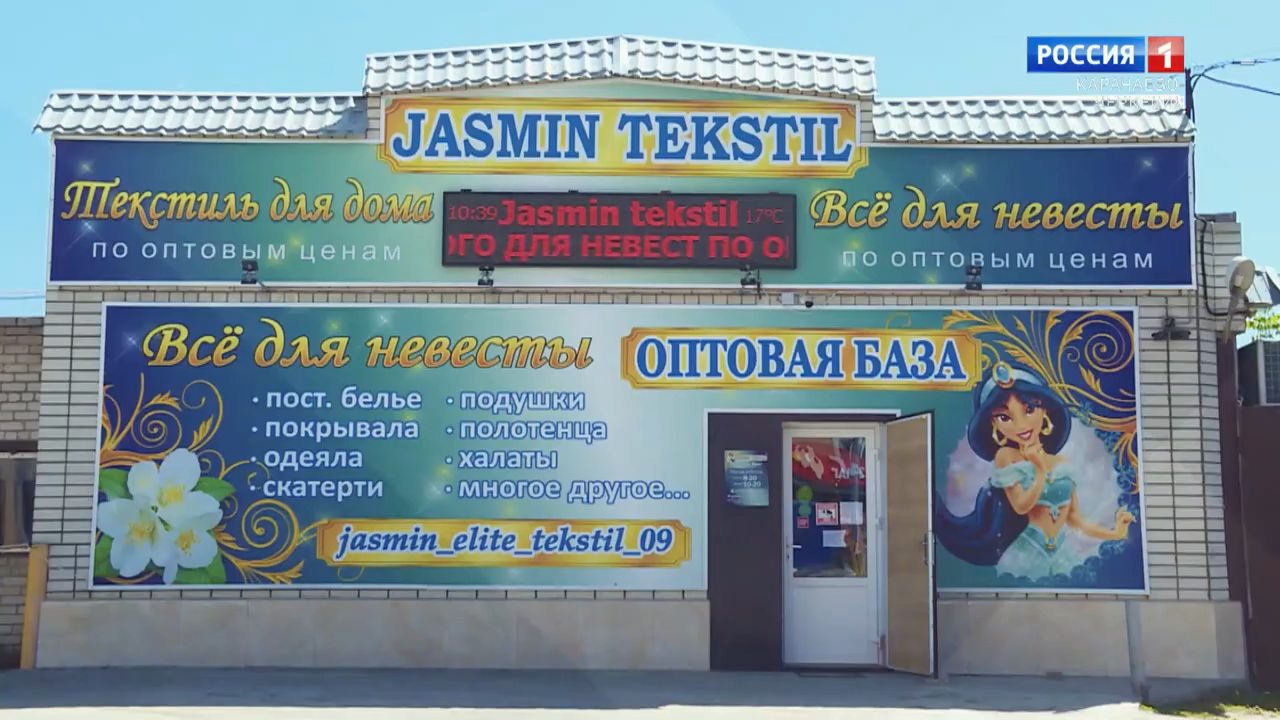 РОССИЯ 1
JASMIN TEKSTIL
Текстиль для дома
по оптовым ценам
10:39 Jasmin tekstil 17°C
ОГО ДЛЯ НЕВЕСТ ПО О
Всё для невесты
по оптовым ценам
Всё для невесты
· пост. белье
· покрывала
· одеяла
· скатерти
· подушки
· полотенца
· халаты
· многое другое...
jasmin_elite_tekstil_09
ОПТОВАЯ БАЗА